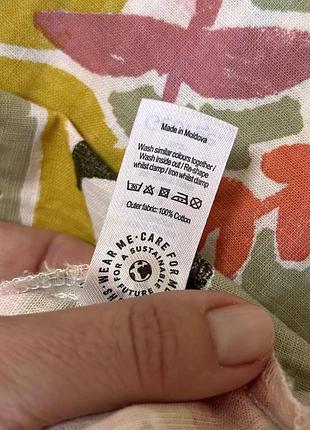 Made in Moldova
Wash similar colours together /
Wash inside out / Re-shape
whilst damp / Iron whilst damp
Outer fabric: 100% Cotton
WEAR ME • CARE FOR ME
FOR A SUSTAINABLE
FUTURE